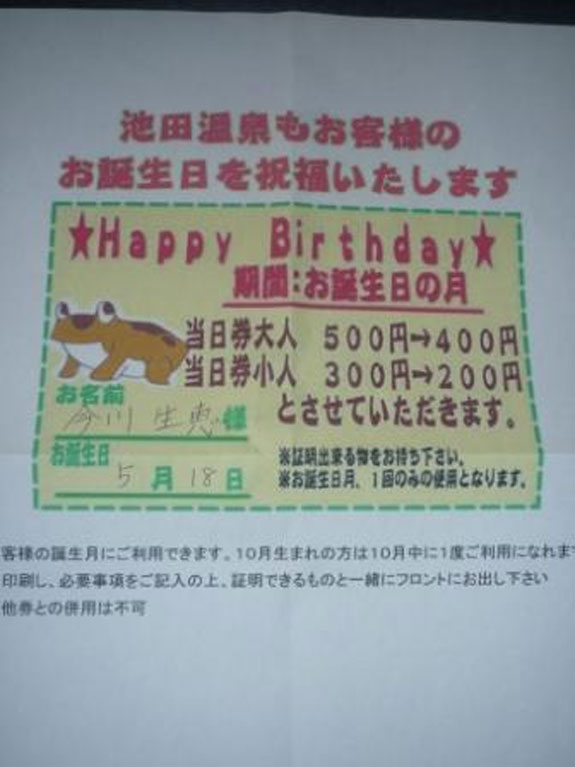 池田温泉もお客様の
お誕生日を祝福いたします
★Happy Birthday★
期間:お誕生日の月
当日券大人 500円→400円
当日券小人 300円→200円
とさせていただきます。
お名前
今川 生恵 様
お誕生日
5月18日
※証明出来る物をお持ち下さい。
※お誕生日月、1回のみの使用となります。
客様の誕生月にご利用できます。10月生まれの方は10月中に1度ご利用になれます
印刷し、必要事項をご記入の上、証明できるものと一緒にフロントにお出し下さい
他券との併用は不可